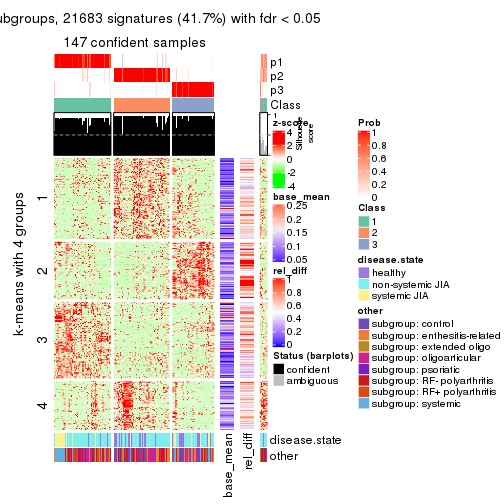 ubgroups, 21683 signatures (41.7%) with fdr < 0.05
147 confident samples
p1
p2
p3
Class
1
Silhouette
score
k-means with 4 groups
1
2
3
4
base_mean
rel_diff
disease.state
other
z-score
4
2
0
-2
-4
base_mean
0.25
0.2
0.15
0.1
0.05
rel_diff
1
0.8
0.6
0.4
0.2
0
Status (barplots)
confident
ambiguous
Prob
1
0.8
0.6
0.4
0.2
0
Class
1
2
3
disease.state
healthy
non-systemic JIA
systemic JIA
other
subgroup: control
subgroup: enthesitis-related
subgroup: extended oligo
subgroup: oligoarticular
subgroup: psoriatic
subgroup: RF- polyarthritis
subgroup: RF+ polyarthritis
subgroup: systemic